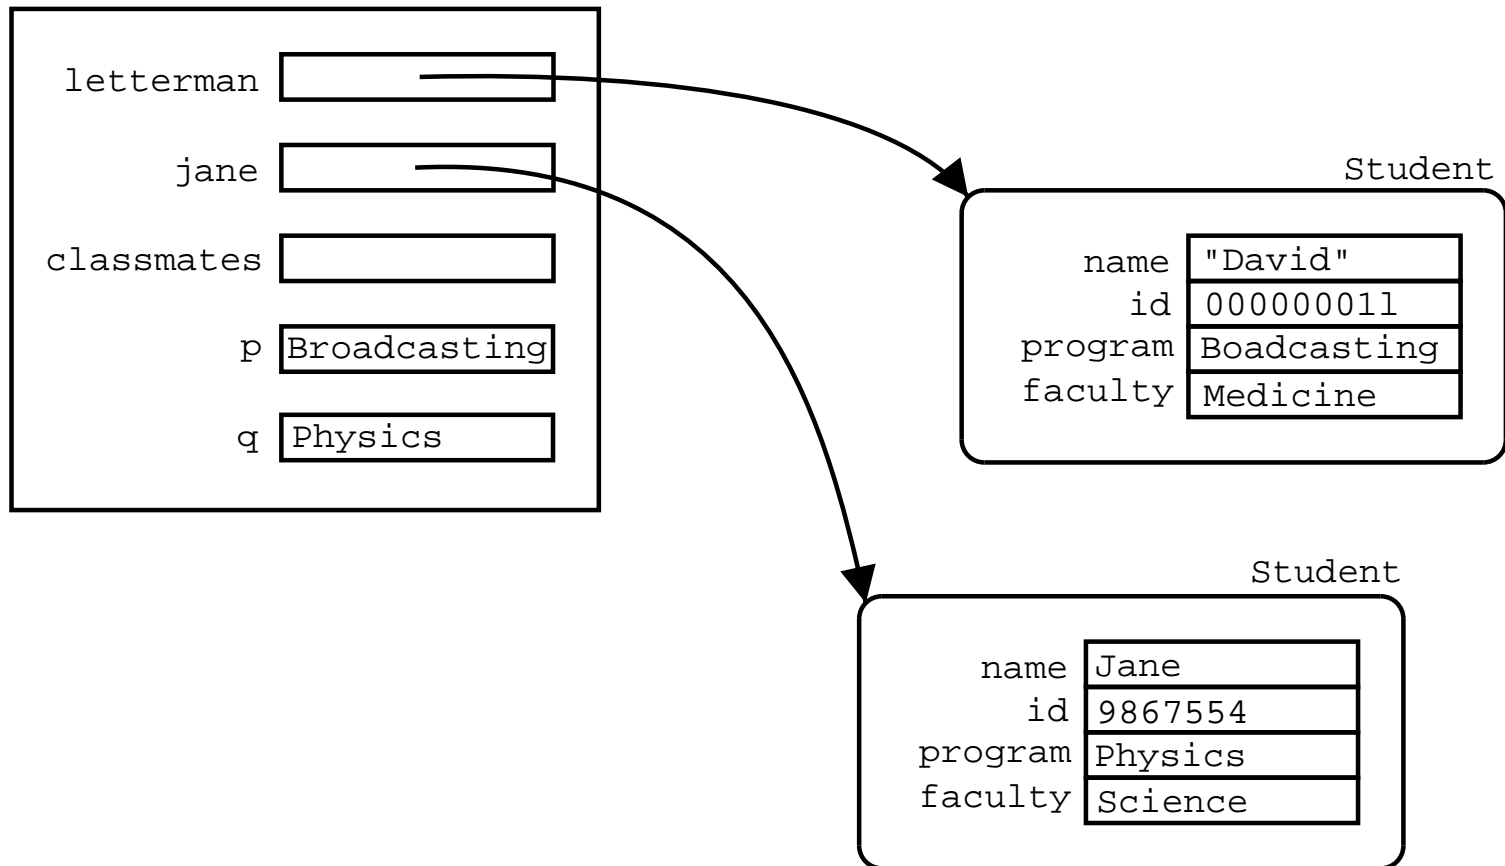 letterman
jane
classmates
p Broadcasting
q Physics
Student
name "David"
id 00000001l
program Boadcasting
faculty Medicine
Student
name Jane
id 9867554
program Physics
faculty Science